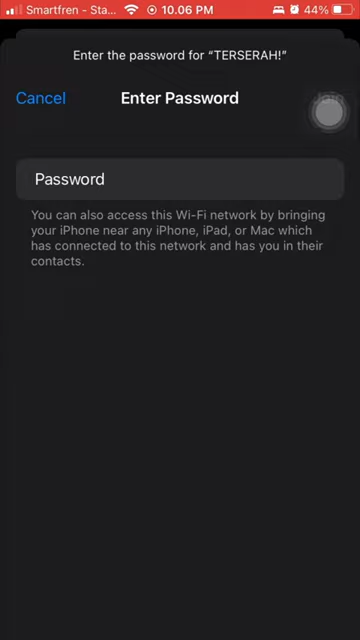 Smartfren - Sta... 10.06 PM 44%
Enter the password for “TERSERAH!”
Cancel Enter Password
Password
You can also access this Wi-Fi network by bringing
your iPhone near any iPhone, iPad, or Mac which
has connected to this network and has you in their
contacts.